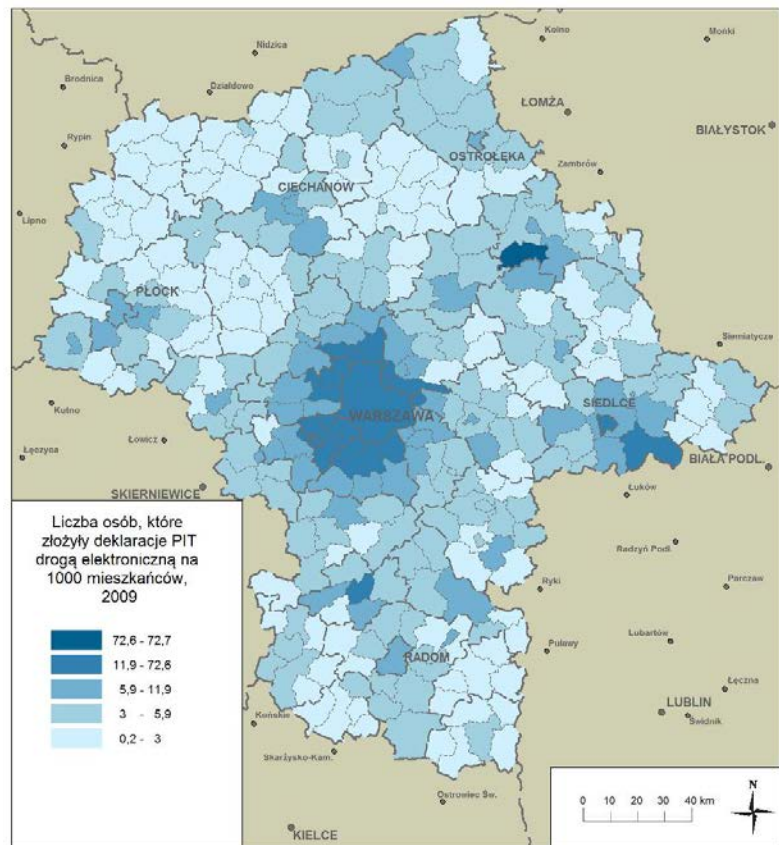 Nidzica
Kolno
Mońki
Brodnica
Działdowo
ŁOMŻA
BIAŁYSTOK
Rypin
OSTROŁĘKA
Zambrów
CIECHANÓW
Lipno
PŁOCK
Siemiatycze
WARSZAWA
SIEDLCE
Kutno
Łowicz
Łęczyca
BIAŁA PODL.
SKIERNIEWICE
Łuków
Liczba osób, które
złożyły deklaracje PIT
drogą elektroniczną na
1000 mieszkańców,
2009
72,6 - 72,7
11,9 - 72,6
5,9 - 11,9
3 - 5,9
0,2 - 3
Radzyń Podl.
Ryki
Parczew
Puławy
Lubartów
RADOM
Łęczna
LUBLIN
Świdnik
Końskie
Skarżysko-Kam.
Ostrowiec Św.
KIELCE
N
0 10 20 30 40 km